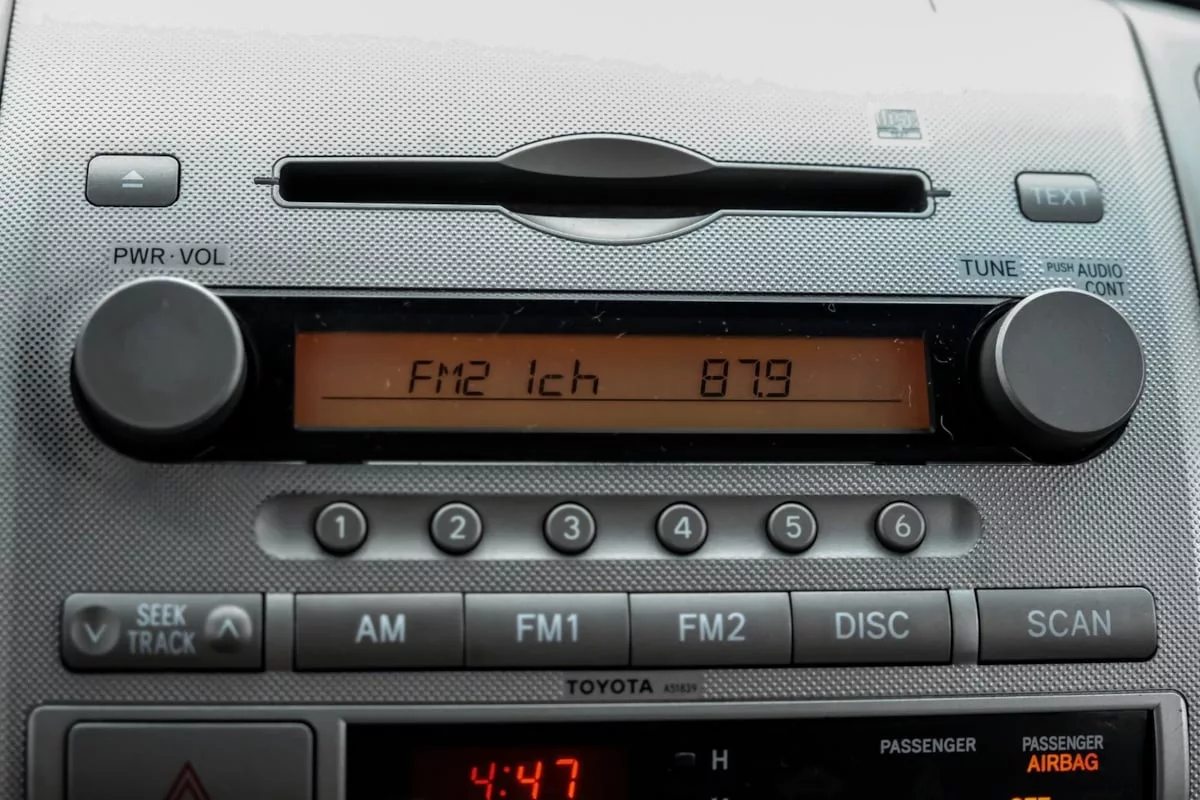 TEXT
PWR·VOL
TUNE
PUSH AUDIO
CONT
FM2 1ch 87.9
1 2 3 4 5 6
SEEK
TRACK
AM
FM1
FM2
DISC
SCAN
TOYOTA A51839
4:47
H
PASSENGER
PASSENGER
AIRBAG